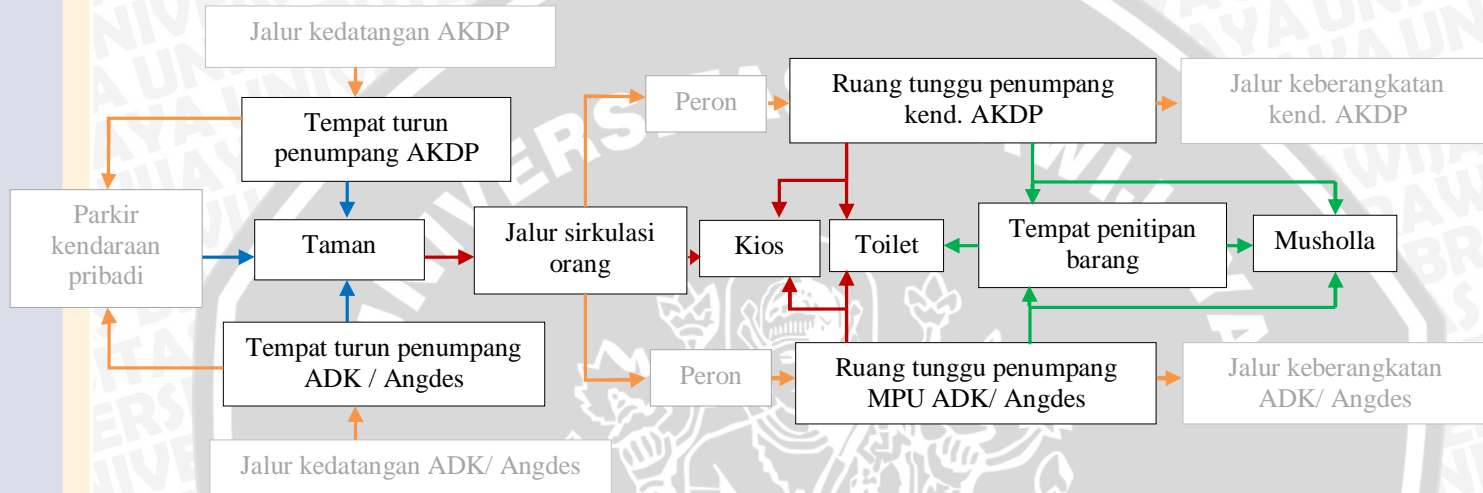 Jalur kedatangan AKDP
Tempat turun
penumpang AKDP
Parkir
kendaraan
pribadi
Taman
Tempat turun penumpang
ADK / Angdes
Jalur kedatangan ADK/ Angdes
Jalur sirkulasi
orang
Peron
Ruang tunggu penumpang
kend. AKDP
Jalur keberangkatan
kend. AKDP
Kios
Toilet
Tempat penitipan
barang
Musholla
Peron
Ruang tunggu penumpang
MPU ADK/ Angdes
Jalur keberangkatan
ADK/ Angdes